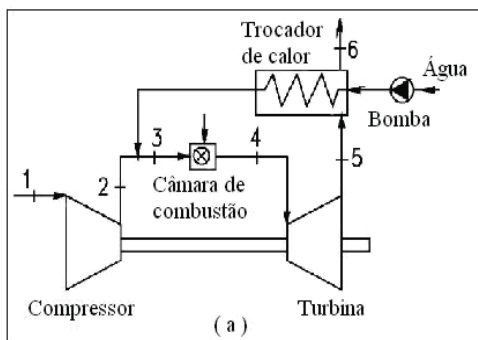 Trocador
de calor
6
Água
Bomba
3
4
5
1
2
Câmara de
combustão
Compressor
Turbina
( a )